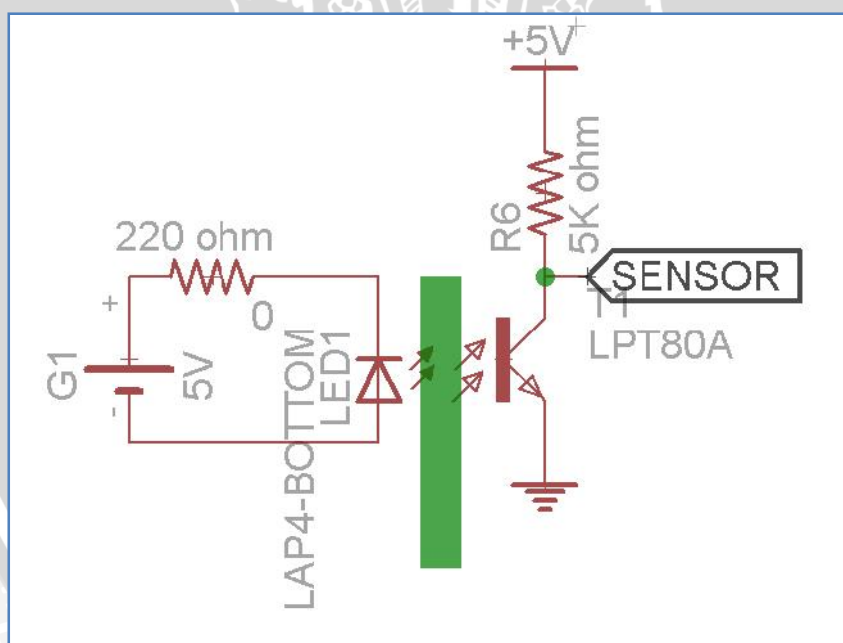 +5V
R6
5K ohm
220 ohm
0
SENSOR
T1
LPT80A
+
G1
5V
-
LAP4-BOTTOM
LED1